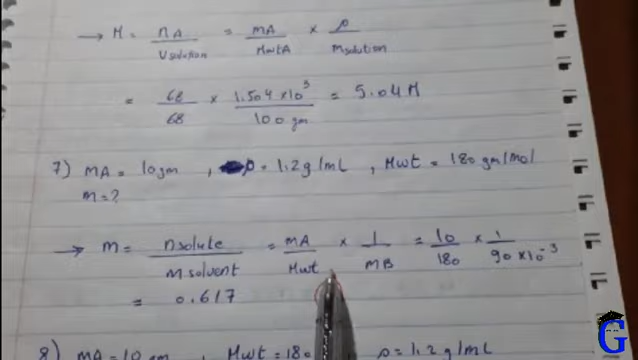 → M = nA / Vsolution = mA / MwtA × ρ / Msolution
= 68 / 68 × 1.504 × 10³ / 100 gm = 5.04 M
7) mA = 10 gm , ρ = 1.2 g/mL , Mwt = 180 gm/mol
m = ?
→ m = nsolute / m solvent = mA / Mwt × 1 / MB = 10 / 180 × 1 / 90 × 10⁻³
= 0.617
8) mA = 10 gm , Mwt = 18 ρ = 1.2 g/mL
G